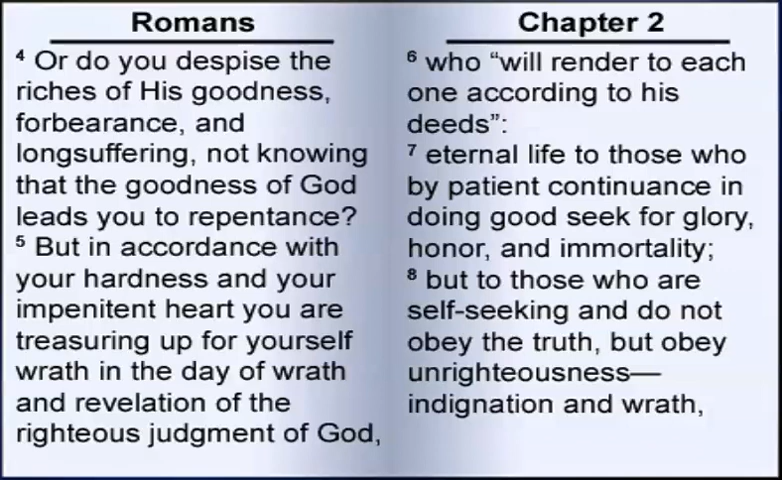 Romans
⁴ Or do you despise the
riches of His goodness,
forbearance, and
longsuffering, not knowing
that the goodness of God
leads you to repentance?
⁵ But in accordance with
your hardness and your
impenitent heart you are
treasuring up for yourself
wrath in the day of wrath
and revelation of the
righteous judgment of God,
Chapter 2
⁶ who “will render to each
one according to his
deeds”:
⁷ eternal life to those who
by patient continuance in
doing good seek for glory,
honor, and immortality;
⁸ but to those who are
self-seeking and do not
obey the truth, but obey
unrighteousness—
indignation and wrath,